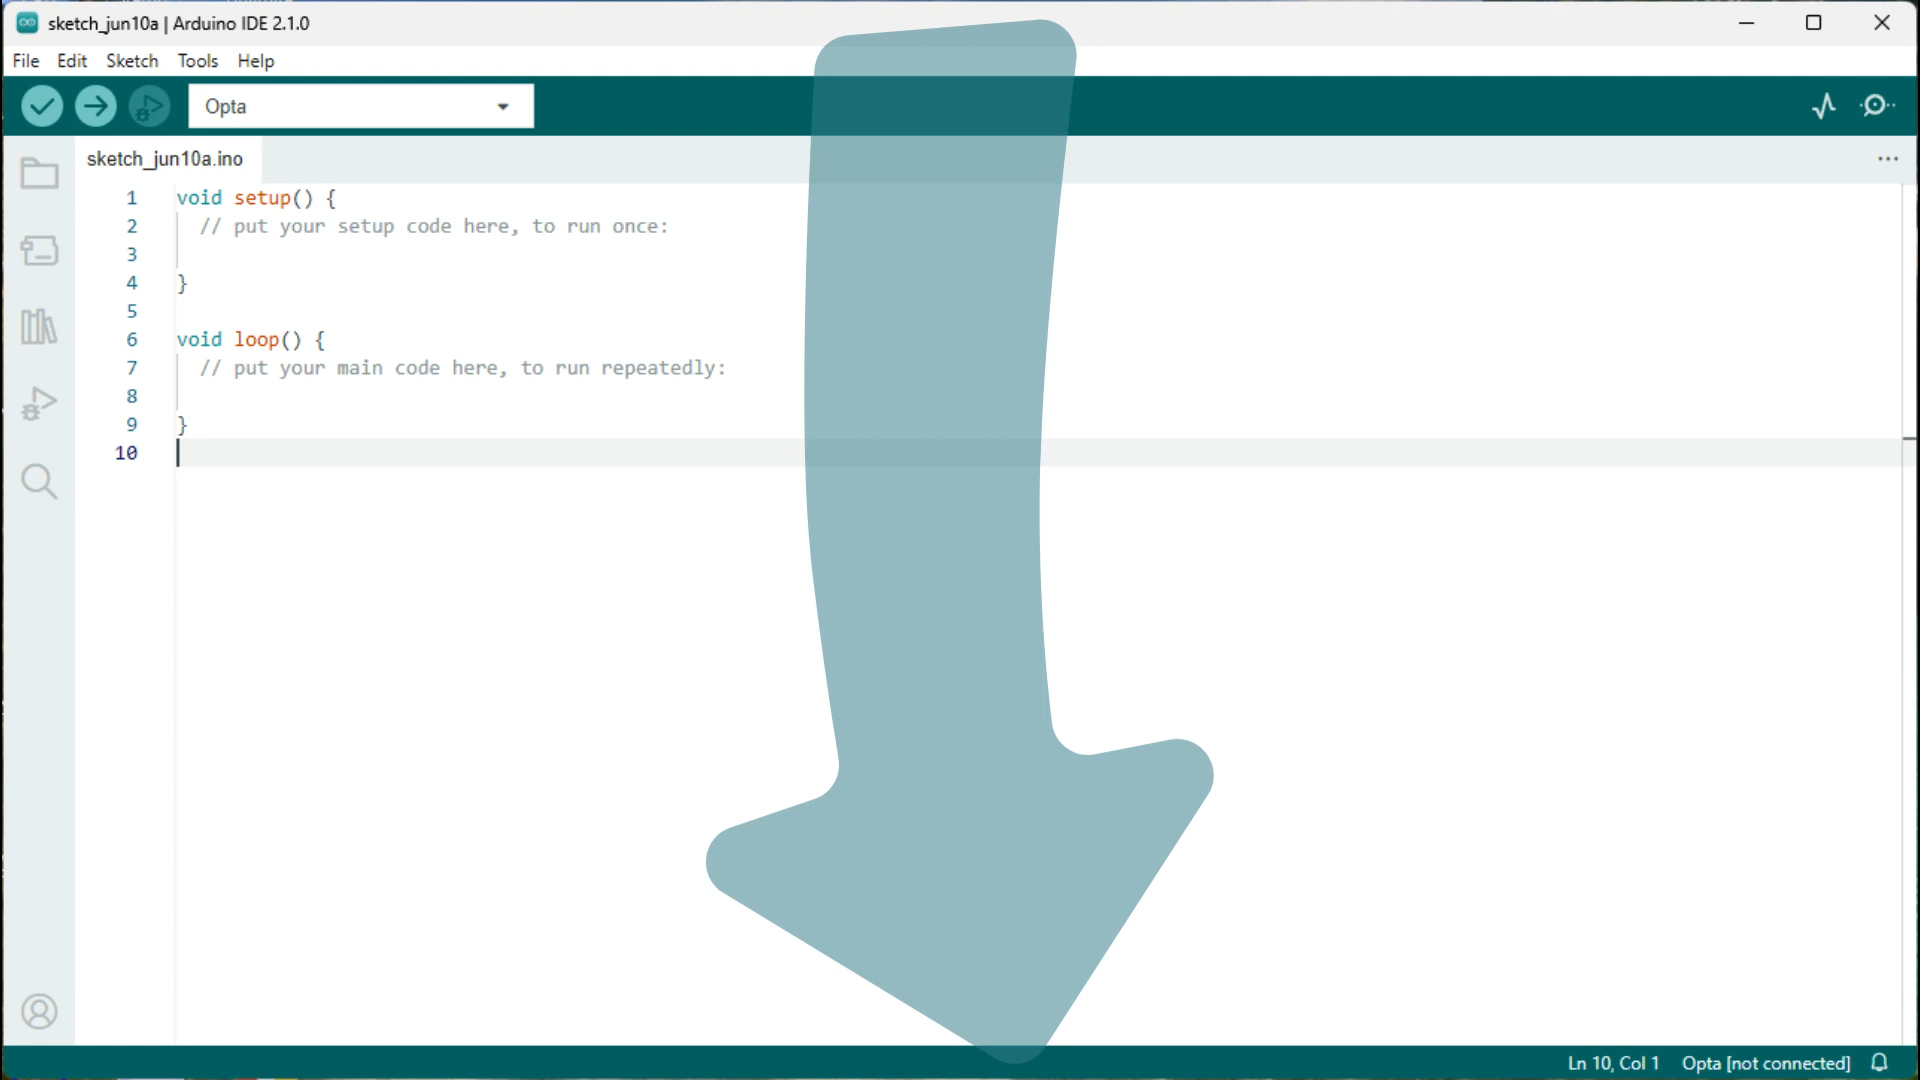 sketch_jun10a | Arduino IDE 2.1.0
File Edit Sketch Tools Help
Opta
sketch_jun10a.ino
1 void setup() {
2 // put your setup code here, to run once:
3
4 }
5
6 void loop() {
7 // put your main code here, to run repeatedly:
8
9 }
10
Ln 10, Col 1 Opta [not connected]